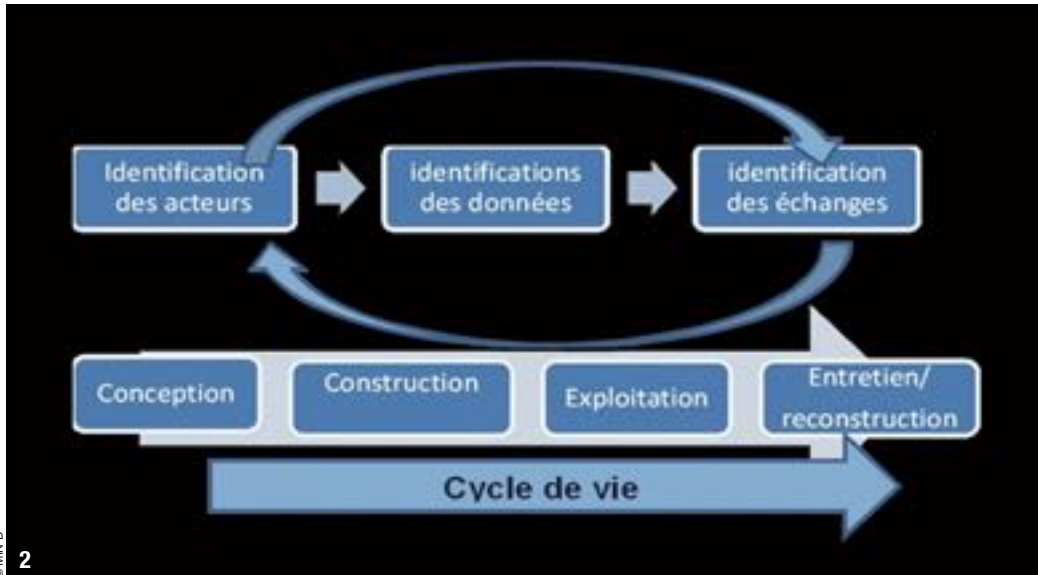 Identification
des acteurs
identifications
des données
identification
des échanges
Conception
Construction
Exploitation
Entretien/
reconstruction
Cycle de vie
2